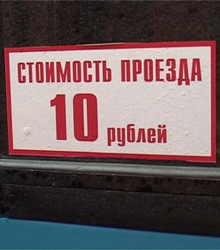 СТОИМОСТЬ ПРОЕЗДА
10 рублей